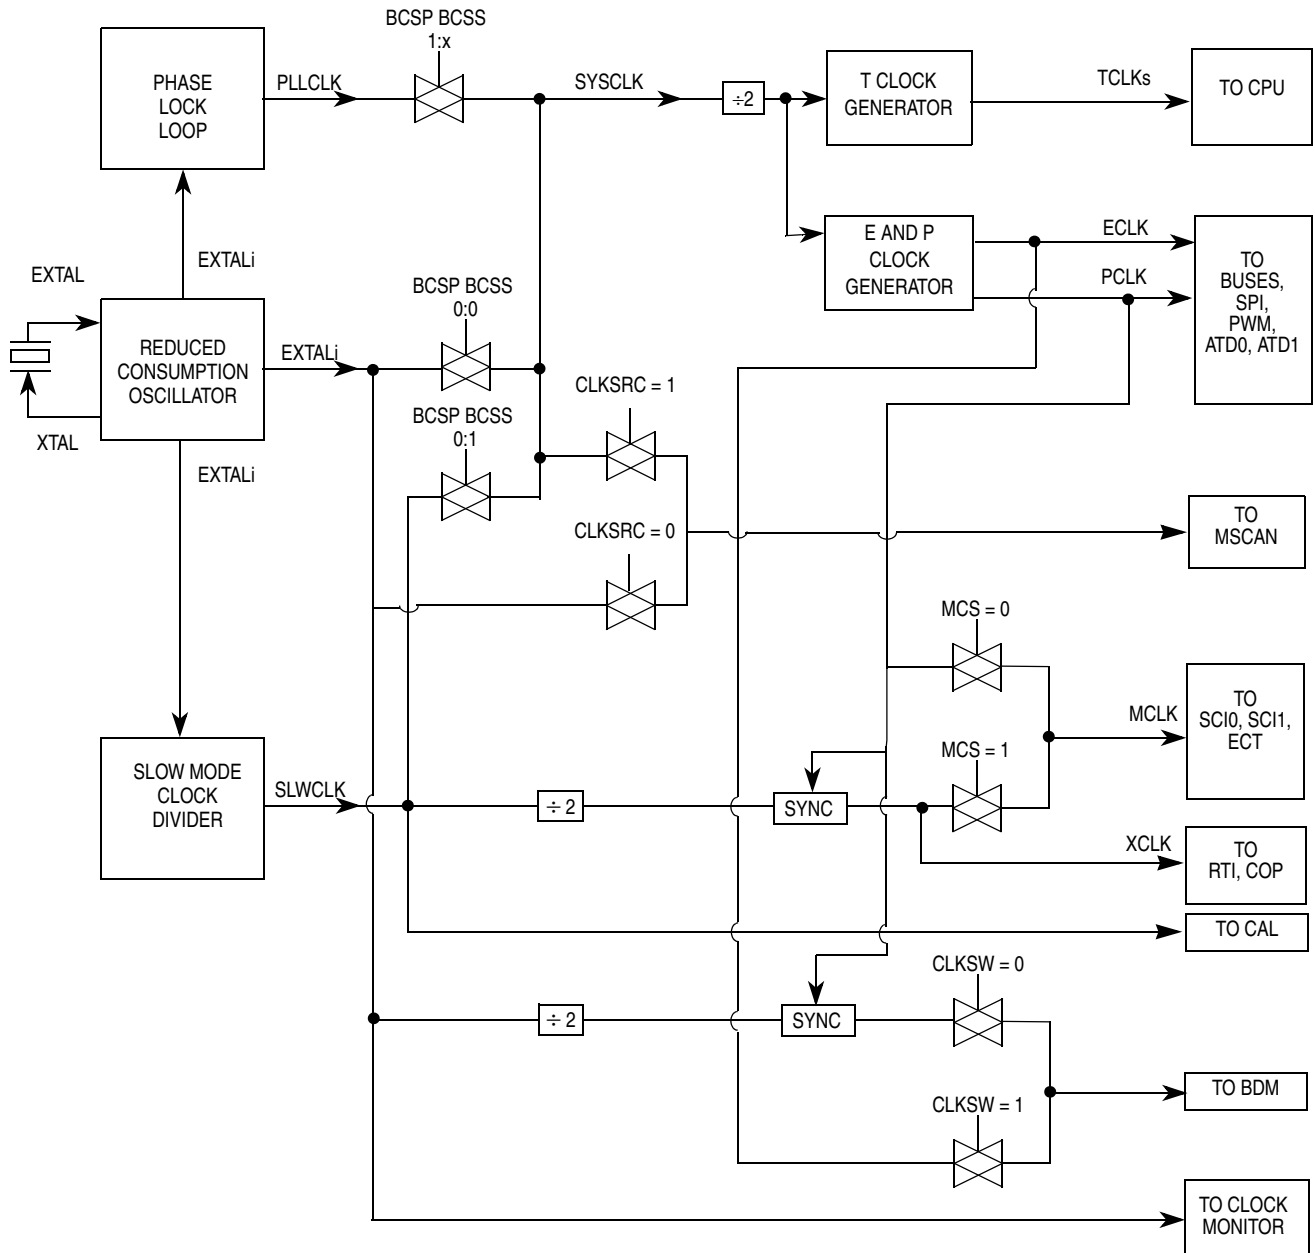 BCSP BCSS
1:x
PHASE
LOCK
LOOP
PLLCLK
SYSCLK
÷2
T CLOCK
GENERATOR
TCLKs
TO CPU
EXTALi
EXTAL
E AND P
CLOCK
GENERATOR
ECLK
PCLK
TO
BUSES,
SPI,
PWM,
ATD0, ATD1
BCSP BCSS
0:0
REDUCED
CONSUMPTION
OSCILLATOR
EXTALi
CLKSRC = 1
BCSP BCSS
0:1
XTAL
EXTALi
CLKSRC = 0
TO
MSCAN
MCS = 0
TO
SCI0, SCI1,
ECT
MCLK
MCS = 1
SLOW MODE
CLOCK
DIVIDER
SLWCLK
÷ 2
SYNC
XCLK
TO
RTI, COP
TO CAL
CLKSW = 0
÷ 2
SYNC
TO BDM
CLKSW = 1
TO CLOCK
MONITOR